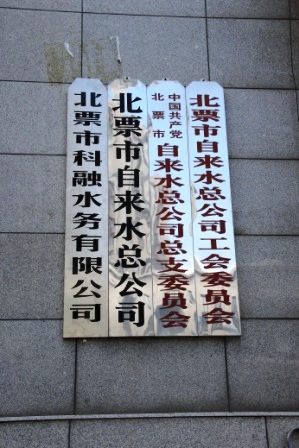 北票市科融水务有限公司
北票市自来水总公司
中国共产党
北票市
自来水总公司总支委员会
北票市自来水总公司工会委员会